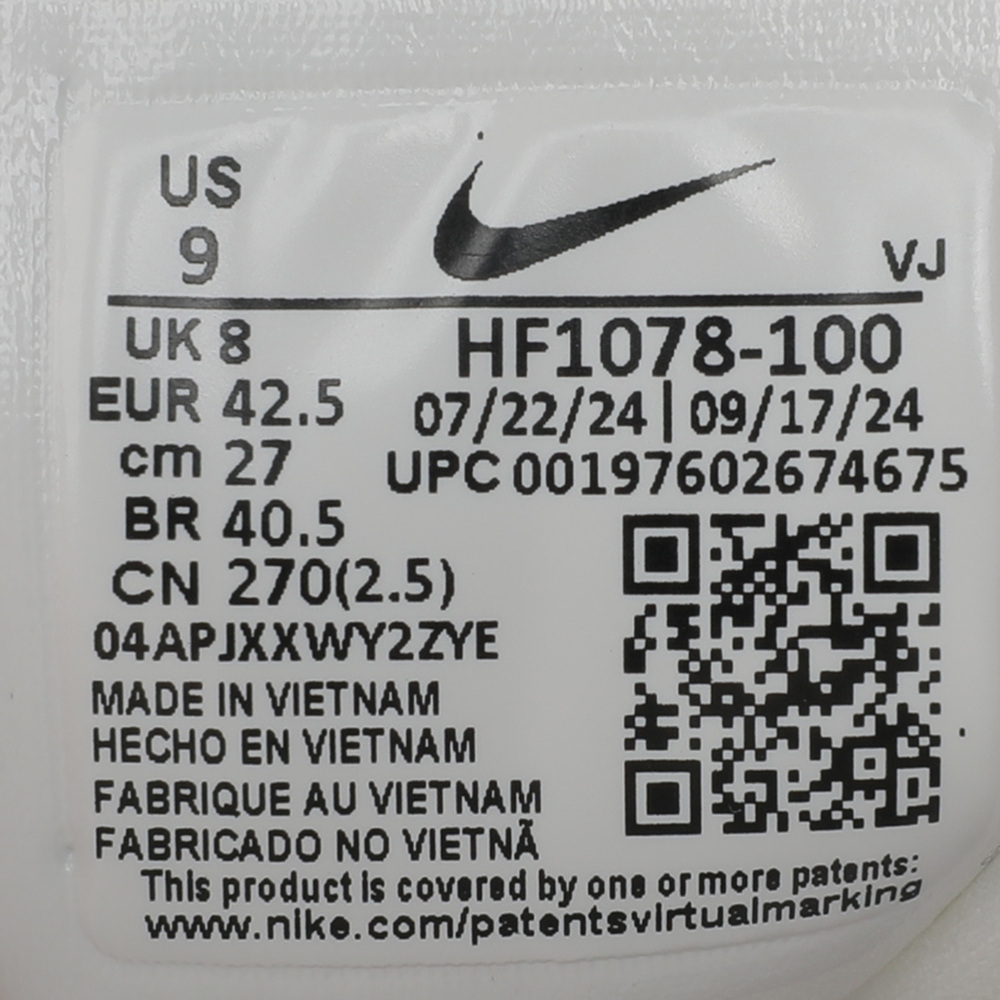 US
9
VJ
UK 8
HF1078-100
EUR 42.5
07/22/24 | 09/17/24
cm 27
UPC 00197602674675
BR 40.5
CN 270(2.5)
04APJXXWY2ZYE
MADE IN VIETNAM
HECHO EN VIETNAM
FABRIQUE AU VIETNAM
FABRICADO NO VIETNÃ
This product is covered by one or more patents:
www.nike.com/patentsvirtualmarking